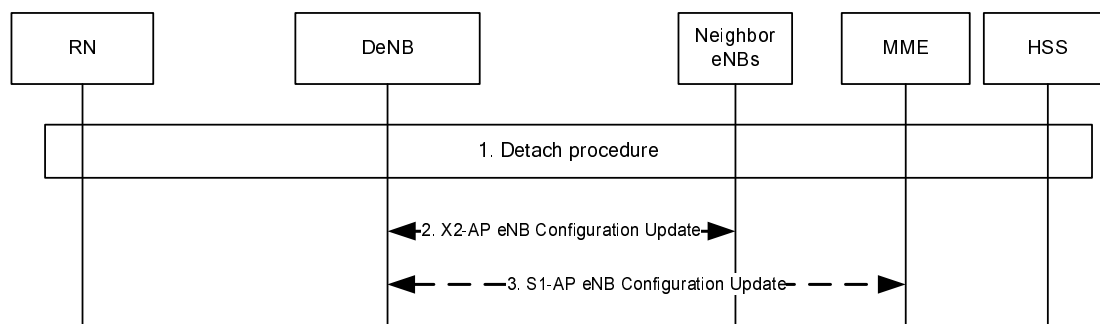 RN
DeNB
Neighbor
eNBs
MME
HSS
1. Detach procedure
2. X2-AP eNB Configuration Update
3. S1-AP eNB Configuration Update